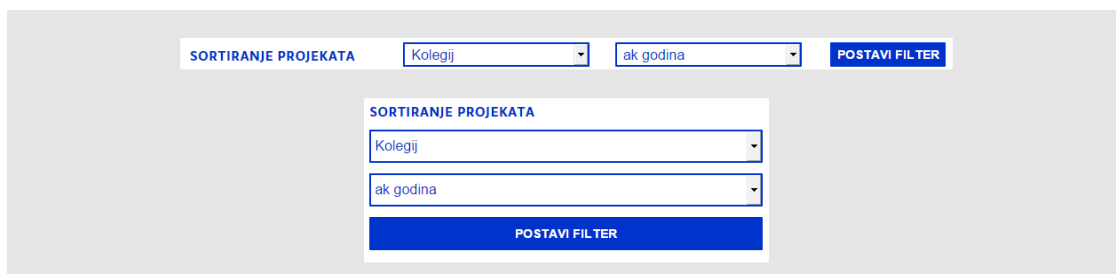 SORTIRANJE PROJEKATA Kolegij ak godina POSTAVI FILTER
SORTIRANJE PROJEKATA
Kolegij
ak godina
POSTAVI FILTER